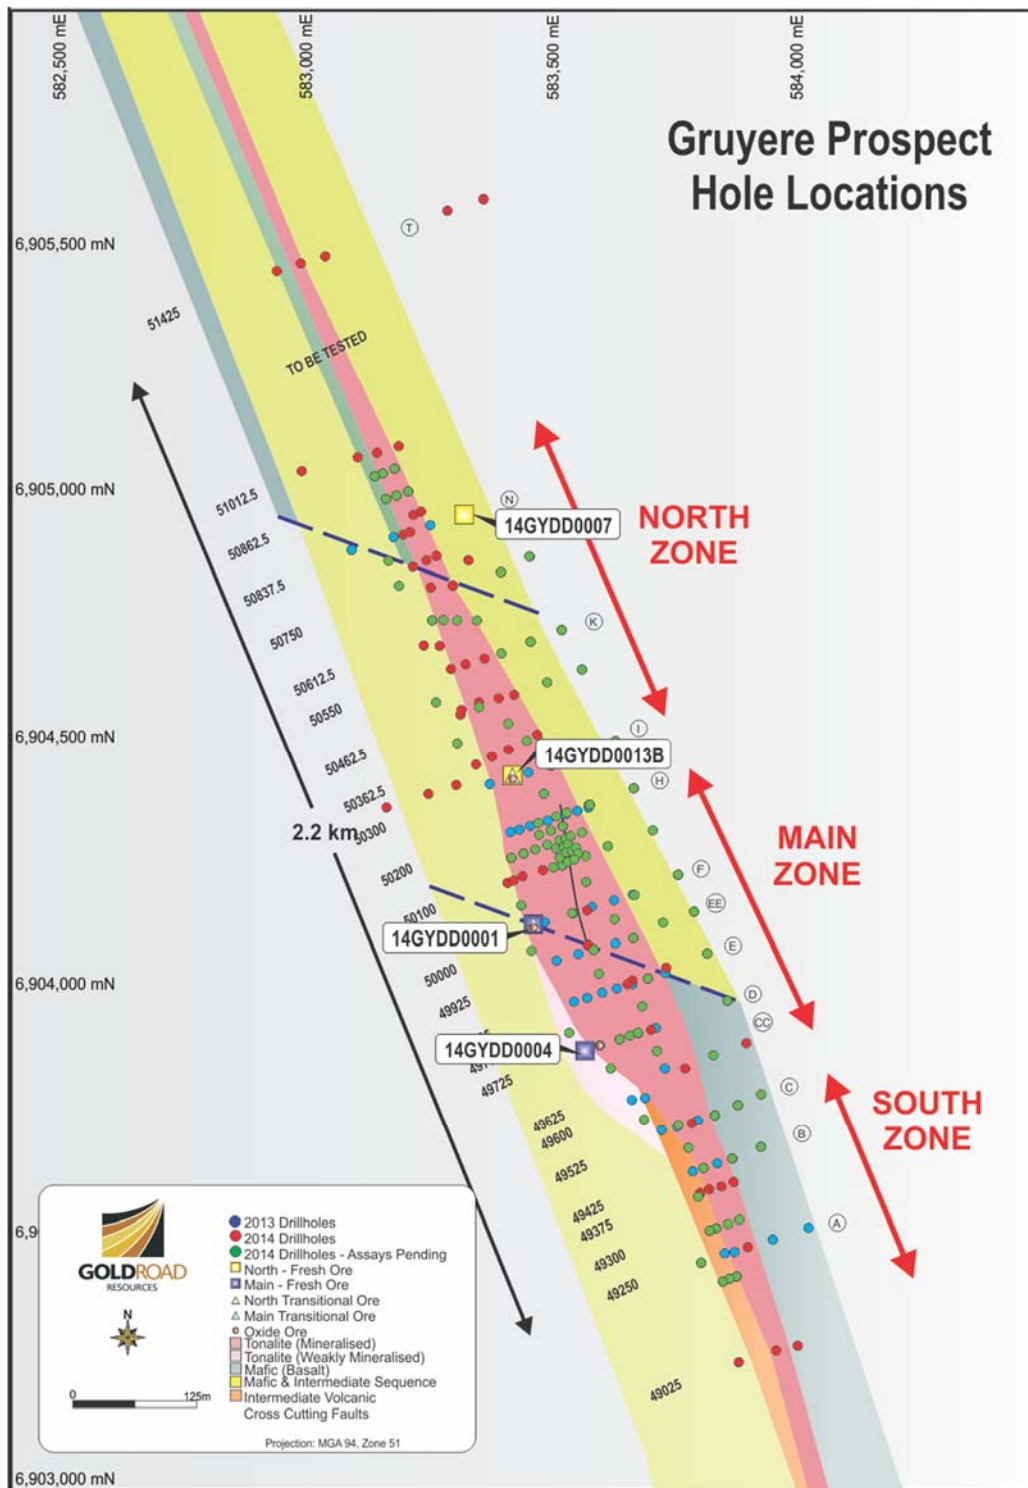 582,500 mE
583,000 mE
583,500 mE
584,000 mE
Gruyere Prospect
Hole Locations
T
6,905,500 mN
51425
TO BE TESTED
6,905,000 mN
51012.5
N
14GYDD0007
NORTH
ZONE
50862.5
50837.5
K
50750
50612.5
50550
6,904,500 mN
I
14GYDD0013B
50462.5
H
50362.5
2.2 km
50300
MAIN
ZONE
50200
F
EE
50100
14GYDD0001
E
50000
6,904,000 mN
D
49925
CC
14GYDD0004
49725
C
SOUTH
ZONE
49625
49600
B
49525
49425
49375
A
49300
49250
49025
GOLDROAD
RESOURCES
N
0
125m
2013 Drillholes
2014 Drillholes
2014 Drillholes - Assays Pending
North - Fresh Ore
Main - Fresh Ore
North Transitional Ore
Main Transitional Ore
Oxide Ore
Tonalite (Mineralised)
Tonalite (Weakly Mineralised)
Mafic (Basalt)
Mafic & Intermediate Sequence
Intermediate Volcanic
Cross Cutting Faults
Projection: MGA 94, Zone 51
6,903,000 mN